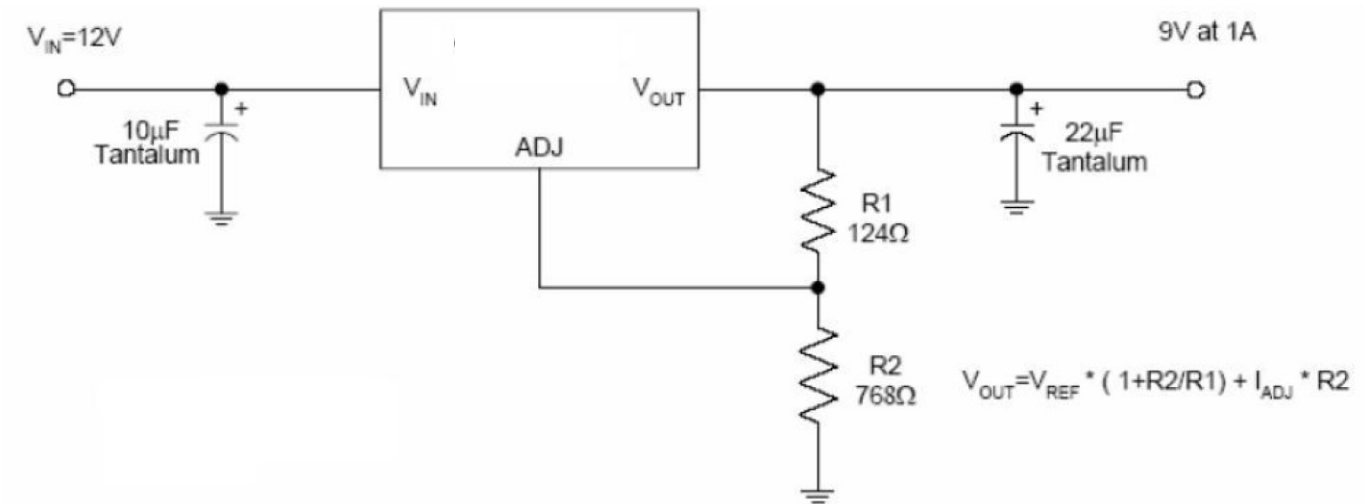 V_IN=12V
9V at 1A
V_IN
V_OUT
ADJ
+
10µF
Tantalum
+
22µF
Tantalum
R1
124Ω
R2
768Ω
V_OUT=V_REF * ( 1+R2/R1) + I_ADJ * R2